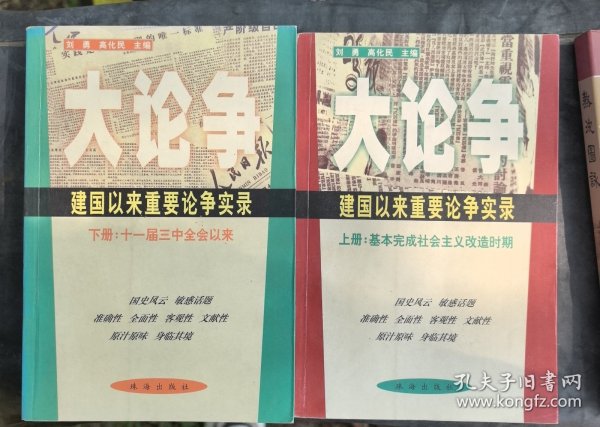 刘勇 高化民 主编
大论争
人民日报
建国以来重要论争实录
下册:十一届三中全会以来
国史风云 敏感话题
准确性 全面性 客观性 文献性
原汁原味 身临其境
珠海出版社
刘勇 高化民 主编
大论争
建国以来重要论争实录
上册:基本完成社会主义改造时期
国史风云 敏感话题
准确性 全面性 客观性 文献性
原汁原味 身临其境
珠海出版社
孔夫子旧书网
www.kongfz.com